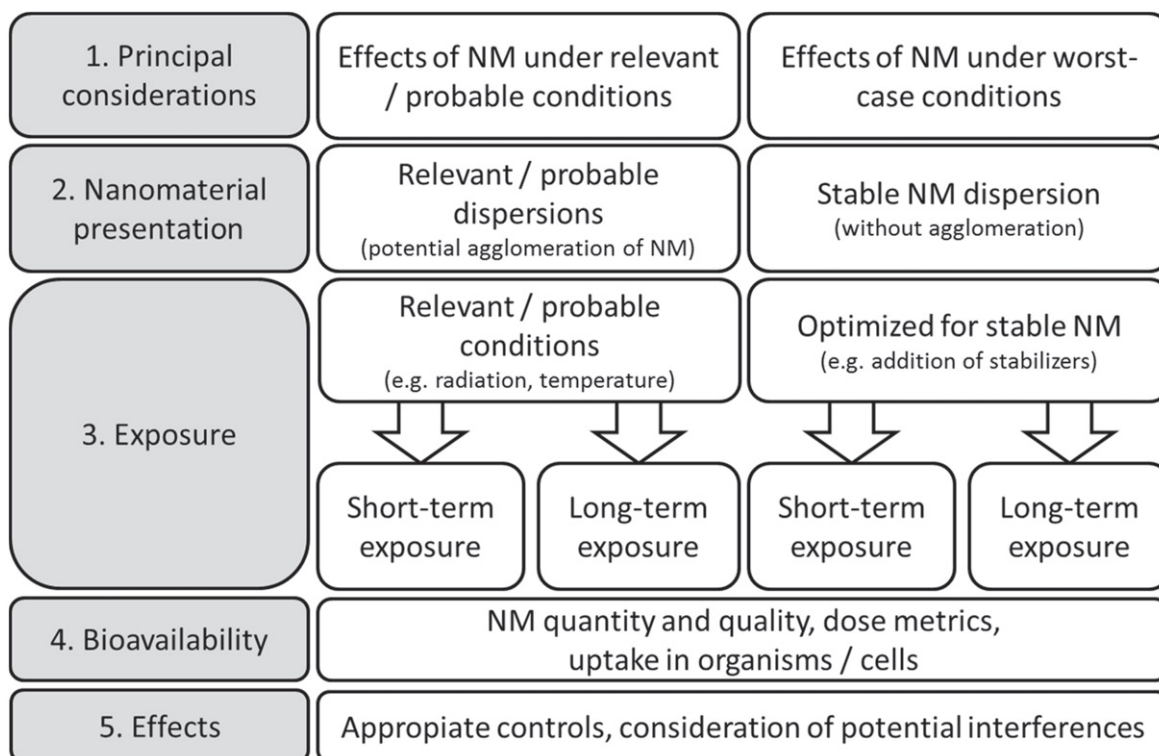 1. Principal
considerations
Effects of NM under relevant
/ probable conditions
Effects of NM under worst-
case conditions
2. Nanomaterial
presentation
Relevant / probable
dispersions
(potential agglomeration of NM)
Stable NM dispersion
(without agglomeration)
3. Exposure
Relevant / probable
conditions
(e.g. radiation, temperature)
Optimized for stable NM
(e.g. addition of stabilizers)
Short-term
exposure
Long-term
exposure
Short-term
exposure
Long-term
exposure
4. Bioavailability
NM quantity and quality, dose metrics,
uptake in organisms / cells
5. Effects
Appropiate controls, consideration of potential interferences